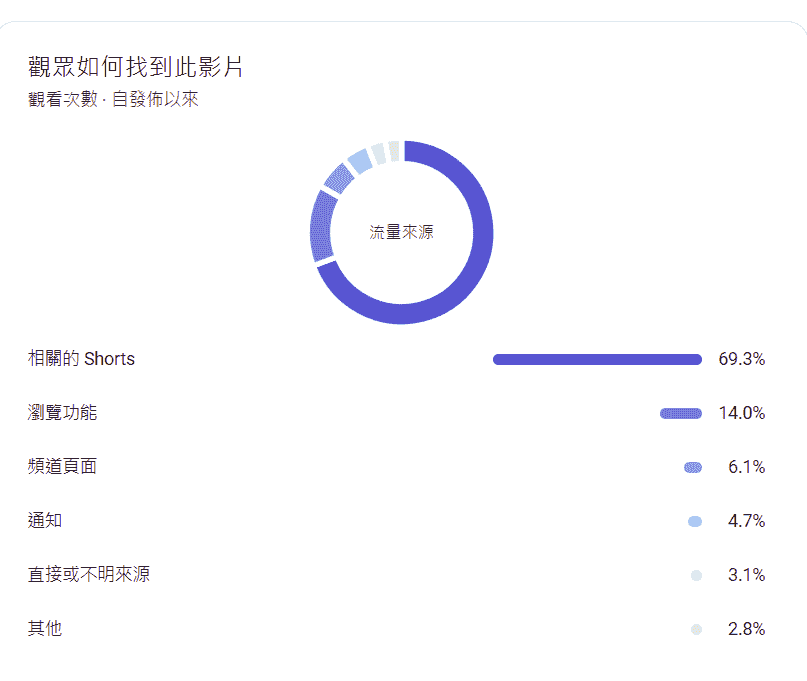 觀眾如何找到此影片
觀看次數 · 自發佈以來
流量來源
相關的 Shorts 69.3%
瀏覽功能 14.0%
頻道頁面 6.1%
通知 4.7%
直接或不明來源 3.1%
其他 2.8%